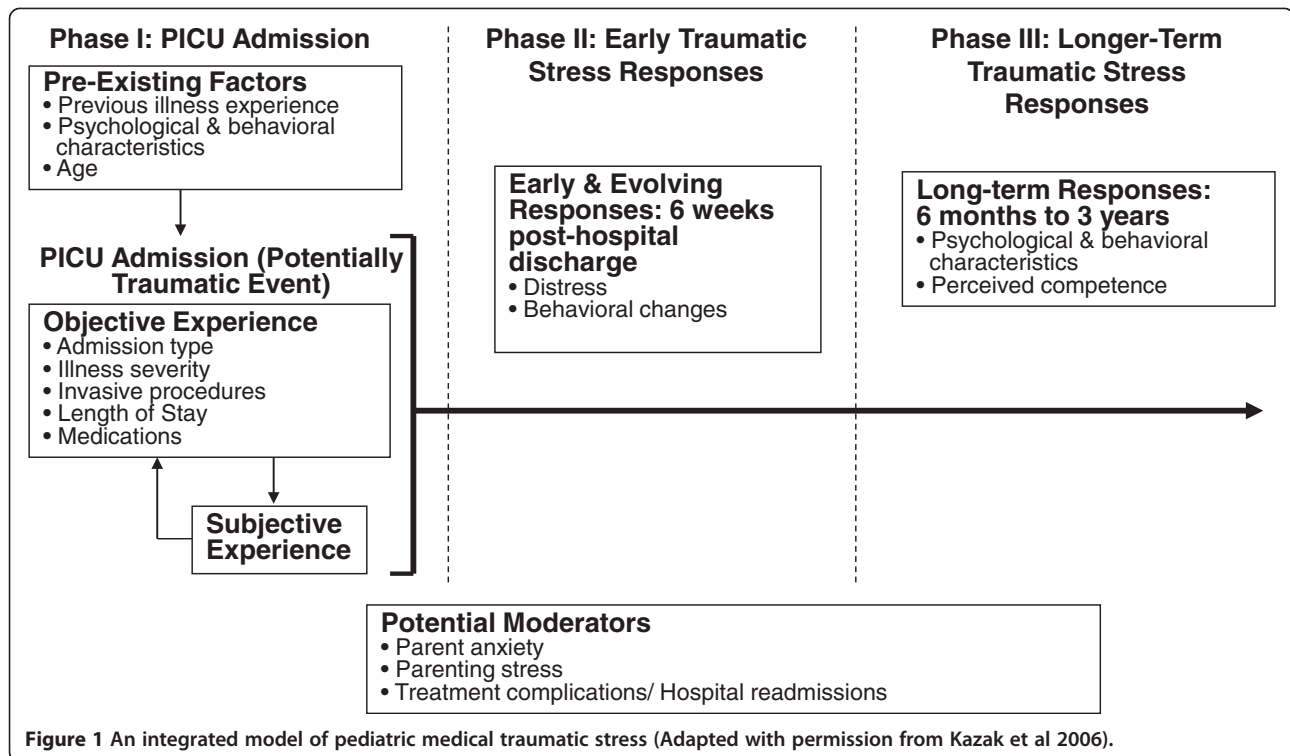 Phase I: PICU Admission
Pre-Existing Factors
• Previous illness experience
• Psychological & behavioral
characteristics
• Age
PICU Admission (Potentially
Traumatic Event)
Objective Experience
• Admission type
• Illness severity
• Invasive procedures
• Length of Stay
• Medications
Subjective
Experience
Phase II: Early Traumatic
Stress Responses
Early & Evolving
Responses: 6 weeks
post-hospital
discharge
• Distress
• Behavioral changes
Phase III: Longer-Term
Traumatic Stress
Responses
Long-term Responses:
6 months to 3 years
• Psychological & behavioral
characteristics
• Perceived competence
Potential Moderators
• Parent anxiety
• Parenting stress
• Treatment complications/ Hospital readmissions
Figure 1 An integrated model of pediatric medical traumatic stress (Adapted with permission from Kazak et al 2006).